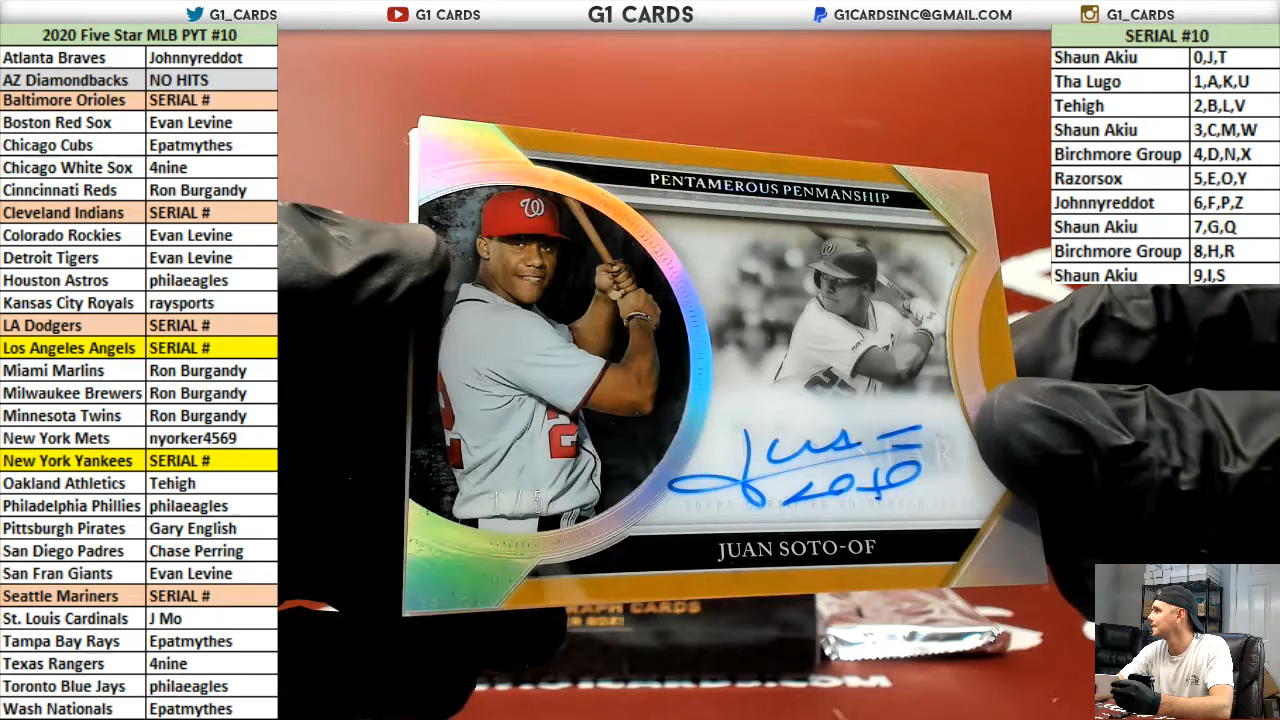 G1_CARDS
G1 CARDS
G1 CARDS
G1CARDSINC@GMAIL.COM
G1_CARDS
2020 Five Star MLB PYT #10
Atlanta Braves Johnnyreddot
AZ Diamondbacks NO HITS
Baltimore Orioles SERIAL #
Boston Red Sox Evan Levine
Chicago Cubs Epatmythes
Chicago White Sox 4nine
Cinncinnati Reds Ron Burgandy
Cleveland Indians SERIAL #
Colorado Rockies Evan Levine
Detroit Tigers Evan Levine
Houston Astros philaeagles
Kansas City Royals raysports
LA Dodgers SERIAL #
Los Angeles Angels SERIAL #
Miami Marlins Ron Burgandy
Milwaukee Brewers Ron Burgandy
Minnesota Twins Ron Burgandy
New York Mets nyorker4569
New York Yankees SERIAL #
Oakland Athletics Tehigh
Philadelphia Phillies philaeagles
Pittsburgh Pirates Gary English
San Diego Padres Chase Perring
San Fran Giants Evan Levine
Seattle Mariners SERIAL #
St. Louis Cardinals J Mo
Tampa Bay Rays Epatmythes
Texas Rangers 4nine
Toronto Blue Jays philaeagles
Wash Nationals Epatmythes
SERIAL #10
Shaun Akiu 0,J,T
Tha Lugo 1,A,K,U
Tehigh 2,B,L,V
Shaun Akiu 3,C,M,W
Birchmore Group 4,D,N,X
Razorsox 5,E,O,Y
Johnnyreddot 6,F,P,Z
Shaun Akiu 7,G,Q
Birchmore Group 8,H,R
Shaun Akiu 9,I,S
PENTAMEROUS PENMANSHIP
W
22
1/5
Juan
Soto
JUAN SOTO-OF
CARDS